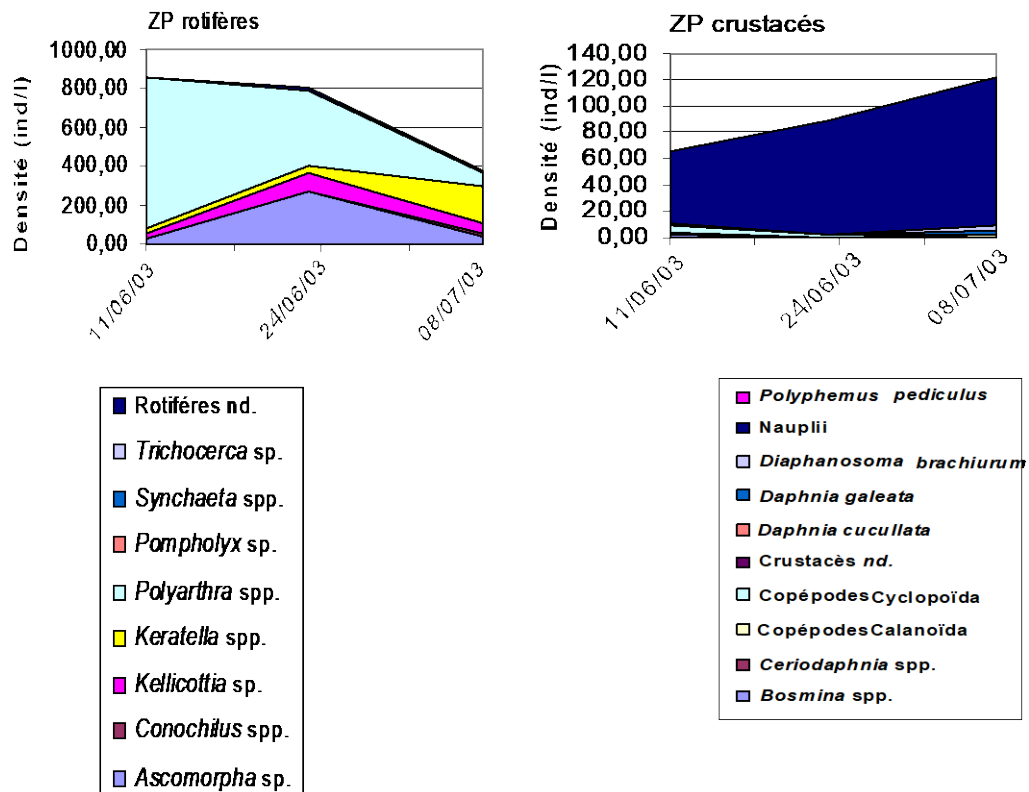 ZP rotifères
Densité (ind/l)
1000,00
800,00
600,00
400,00
200,00
0,00
11/06/03
24/06/03
08/07/03
ZP crustacés
Densité (ind/l)
140,00
120,00
100,00
80,00
60,00
40,00
20,00
0,00
11/06/03
24/06/03
08/07/03
Rotiféres nd.
Trichocerca sp.
Synchaeta spp.
Pompholyx sp.
Polyarthra spp.
Keratella spp.
Kellicottia sp.
Conochilus spp.
Ascomorpha sp.
Polyphemus pediculus
Nauplii
Diaphanosoma brachiurum
Daphnia galeata
Daphnia cucullata
Crustacès nd.
Copépodes Cyclopoïda
Copépodes Calanoïda
Ceriodaphnia spp.
Bosmina spp.